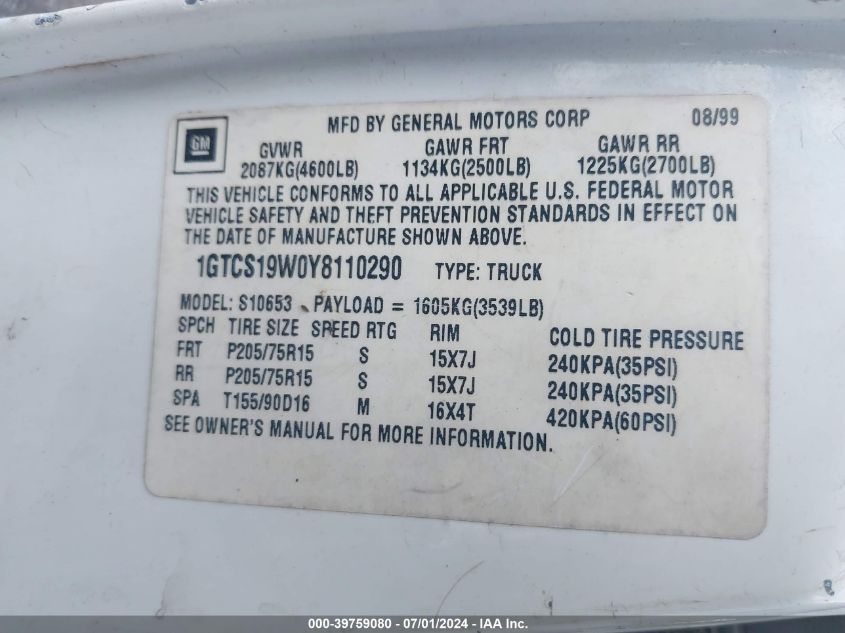 MFD BY GENERAL MOTORS CORP 08/99
GM
GVWR GAWR FRT GAWR RR
2087KG(4600LB) 1134KG(2500LB) 1225KG(2700LB)
THIS VEHICLE CONFORMS TO ALL APPLICABLE U.S. FEDERAL MOTOR
VEHICLE SAFETY AND THEFT PREVENTION STANDARDS IN EFFECT ON
THE DATE OF MANUFACTURE SHOWN ABOVE.
1GTCS19W0Y8110290 TYPE: TRUCK
MODEL: S10653 PAYLOAD = 1605KG(3539LB)
SPCH TIRE SIZE SPEED RTG RIM COLD TIRE PRESSURE
FRT P205/75R15 S 15X7J 240KPA(35PSI)
RR P205/75R15 S 15X7J 240KPA(35PSI)
SPA T155/90D16 M 16X4T 420KPA(60PSI)
SEE OWNER'S MANUAL FOR MORE INFORMATION.
000-39759080 - 07/01/2024 - IAA Inc.